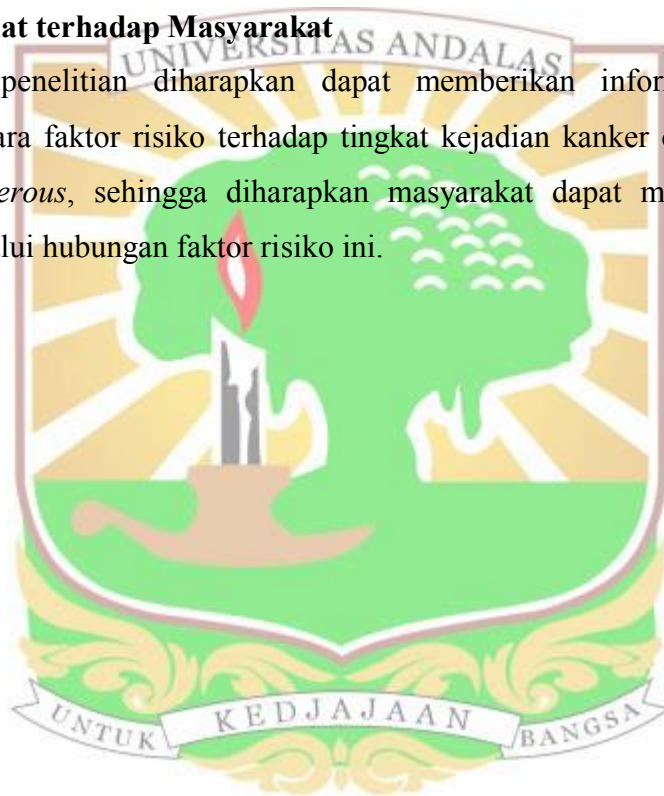 at terhadap Masyarakat
UNIVERSITAS ANDALAS
penelitian diharapkan dapat memberikan infor
ara faktor risiko terhadap tingkat kejadian kanker
erous, sehingga diharapkan masyarakat dapat m
lui hubungan faktor risiko ini.
UNTUK KEDJAJAAN BANGSA